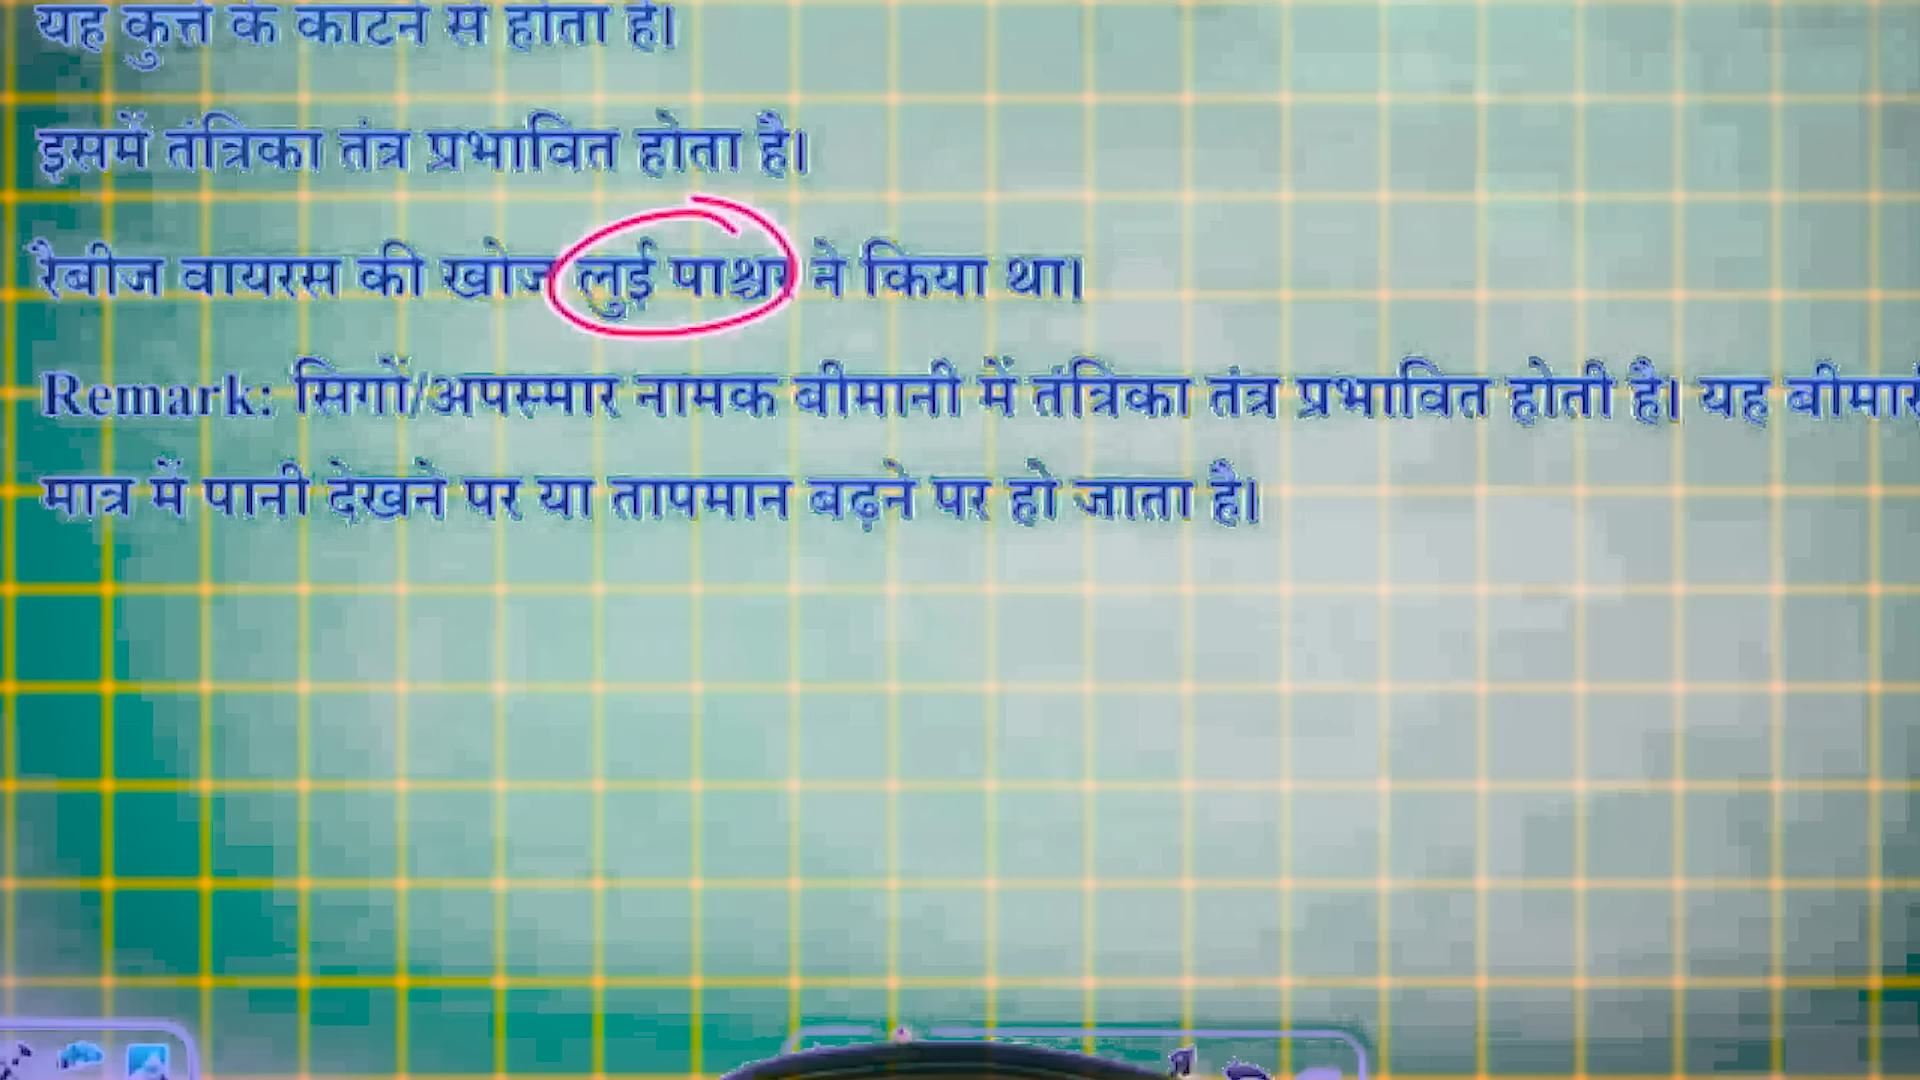 यह कुत्ते के काटने से होता है।
इसमें तंत्रिका तंत्र प्रभावित होता है।
रैबीज वायरस की खोज लुई पाश्चर ने किया था।
Remark: मिर्गी/अपस्मार नामक बीमानी में तंत्रिका तंत्र प्रभावित होती है। यह बीमारी
मात्र में पानी देखने पर या तापमान बढ़ने पर हो जाता है।